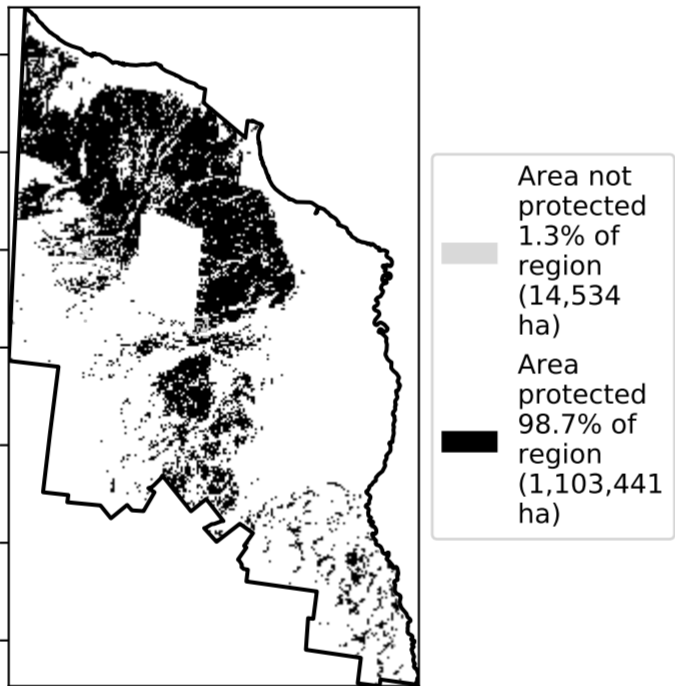 Area not
protected
1.3% of
region
(14,534
ha)
Area
protected
98.7% of
region
(1,103,441
ha)